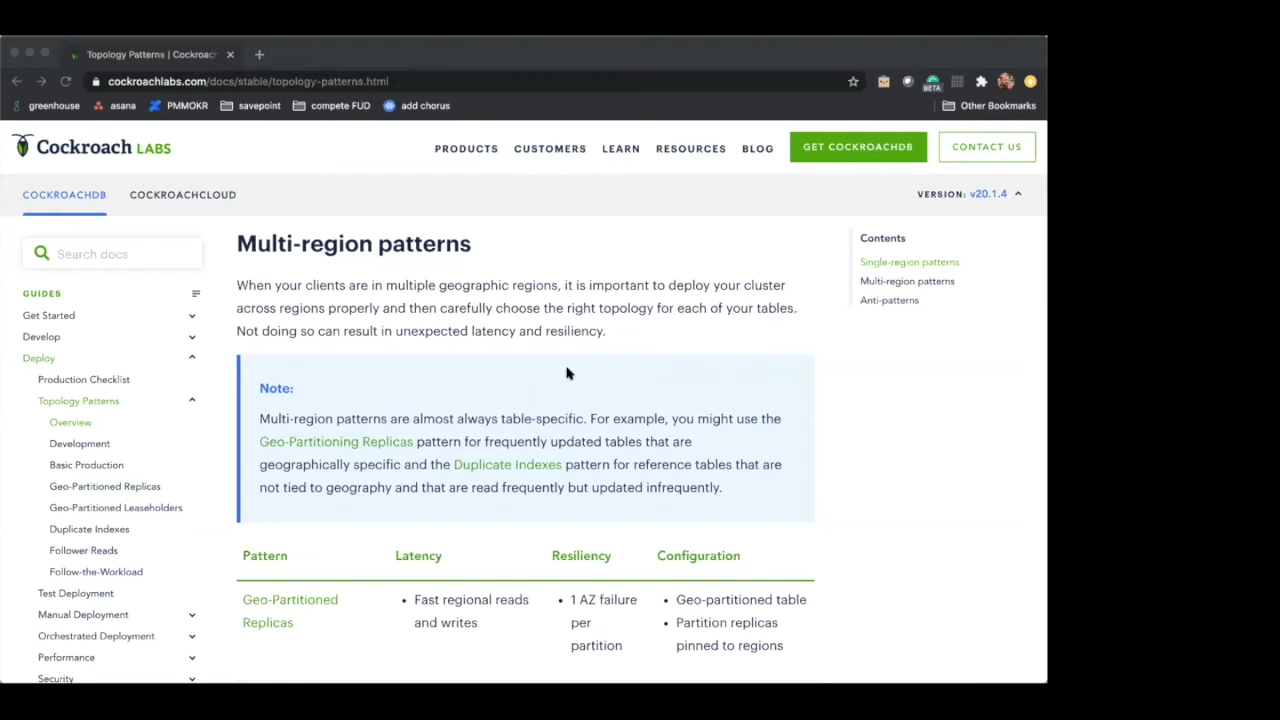 Topology Patterns | Cockroac
cockroachlabs.com/docs/stable/topology-patterns.html
BETA
greenhouse asana PMMOKR savepoint compete FUD add chorus Other Bookmarks
Cockroach LABS
PRODUCTS CUSTOMERS LEARN RESOURCES BLOG GET COCKROACHDB CONTACT US
COCKROACHDB COCKROACHCLOUD VERSION: v20.1.4
Search docs
GUIDES
Get Started
Develop
Deploy
Production Checklist
Topology Patterns
Overview
Development
Basic Production
Geo-Partitioned Replicas
Geo-Partitioned Leaseholders
Duplicate Indexes
Follower Reads
Follow-the-Workload
Test Deployment
Manual Deployment
Orchestrated Deployment
Performance
Security
Multi-region patterns
When your clients are in multiple geographic regions, it is important to deploy your cluster
across regions properly and then carefully choose the right topology for each of your tables.
Not doing so can result in unexpected latency and resiliency.
Note:
Multi-region patterns are almost always table-specific. For example, you might use the
Geo-Partitioning Replicas pattern for frequently updated tables that are
geographically specific and the Duplicate Indexes pattern for reference tables that are
not tied to geography and that are read frequently but updated infrequently.
Pattern Latency Resiliency Configuration
Geo-Partitioned • Fast regional reads • 1 AZ failure • Geo-partitioned table
Replicas and writes per • Partition replicas
partition pinned to regions
Contents
Single-region patterns
Multi-region patterns
Anti-patterns